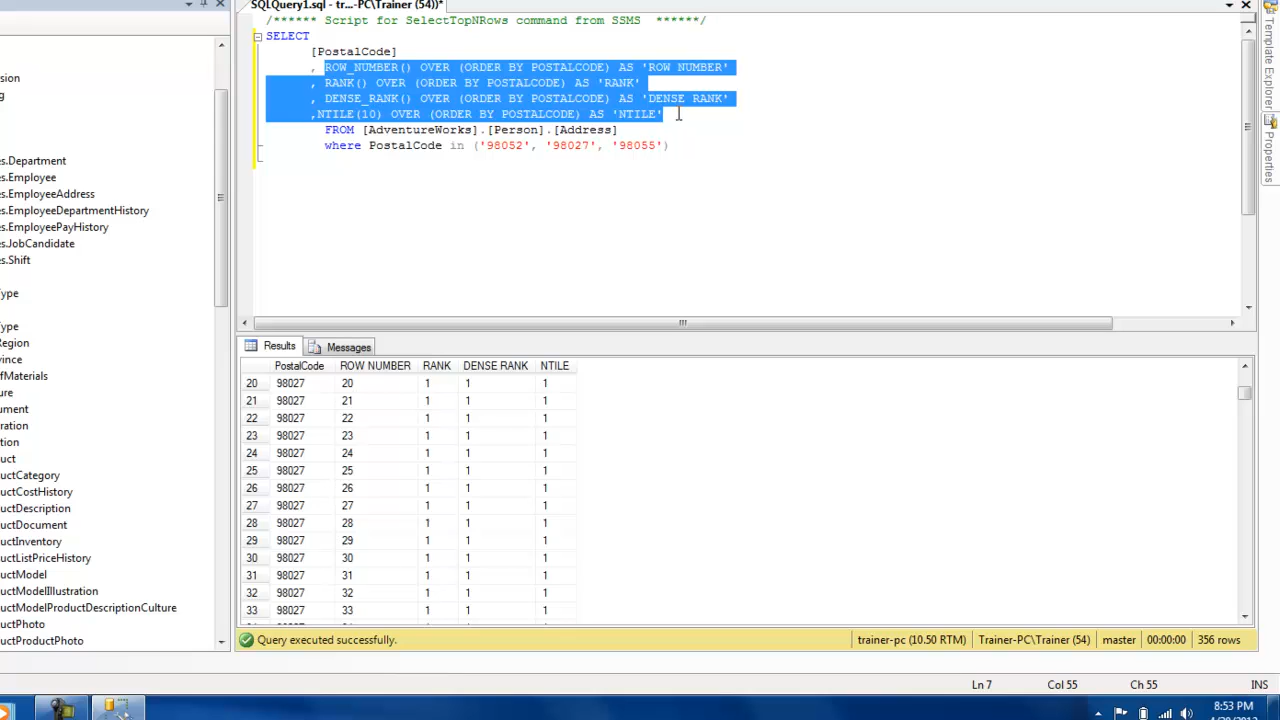 SQLQuery1.sql - tr...-PC\Trainer (54))*
/****** Script for SelectTopNRows command from SSMS ******/
SELECT
[PostalCode]
, ROW_NUMBER() OVER (ORDER BY POSTALCODE) AS 'ROW NUMBER'
, RANK() OVER (ORDER BY POSTALCODE) AS 'RANK'
, DENSE_RANK() OVER (ORDER BY POSTALCODE) AS 'DENSE RANK'
,NTILE(10) OVER (ORDER BY POSTALCODE) AS 'NTILE'
FROM [AdventureWorks].[Person].[Address]
where PostalCode in ('98052', '98027', '98055')
Template Explorer
Properties
sion
g
es.Department
es.Employee
es.EmployeeAddress
es.EmployeeDepartmentHistory
es.EmployeePayHistory
es.JobCandidate
es.Shift
Type
Type
Region
vince
fMaterials
ure
ument
ration
tion
uct
uctCategory
uctCostHistory
uctDescription
uctDocument
uctInventory
uctListPriceHistory
uctModel
uctModelIllustration
uctModelProductDescriptionCulture
uctPhoto
uctProductPhoto
Results Messages
PostalCode ROW NUMBER RANK DENSE RANK NTILE
20 98027 20 1 1 1
21 98027 21 1 1 1
22 98027 22 1 1 1
23 98027 23 1 1 1
24 98027 24 1 1 1
25 98027 25 1 1 1
26 98027 26 1 1 1
27 98027 27 1 1 1
28 98027 28 1 1 1
29 98027 29 1 1 1
30 98027 30 1 1 1
31 98027 31 1 1 1
32 98027 32 1 1 1
33 98027 33 1 1 1
Query executed successfully. trainer-pc (10.50 RTM) Trainer-PC\Trainer (54) master 00:00:00 356 rows
Ln 7 Col 55 Ch 55 INS
8:53 PM